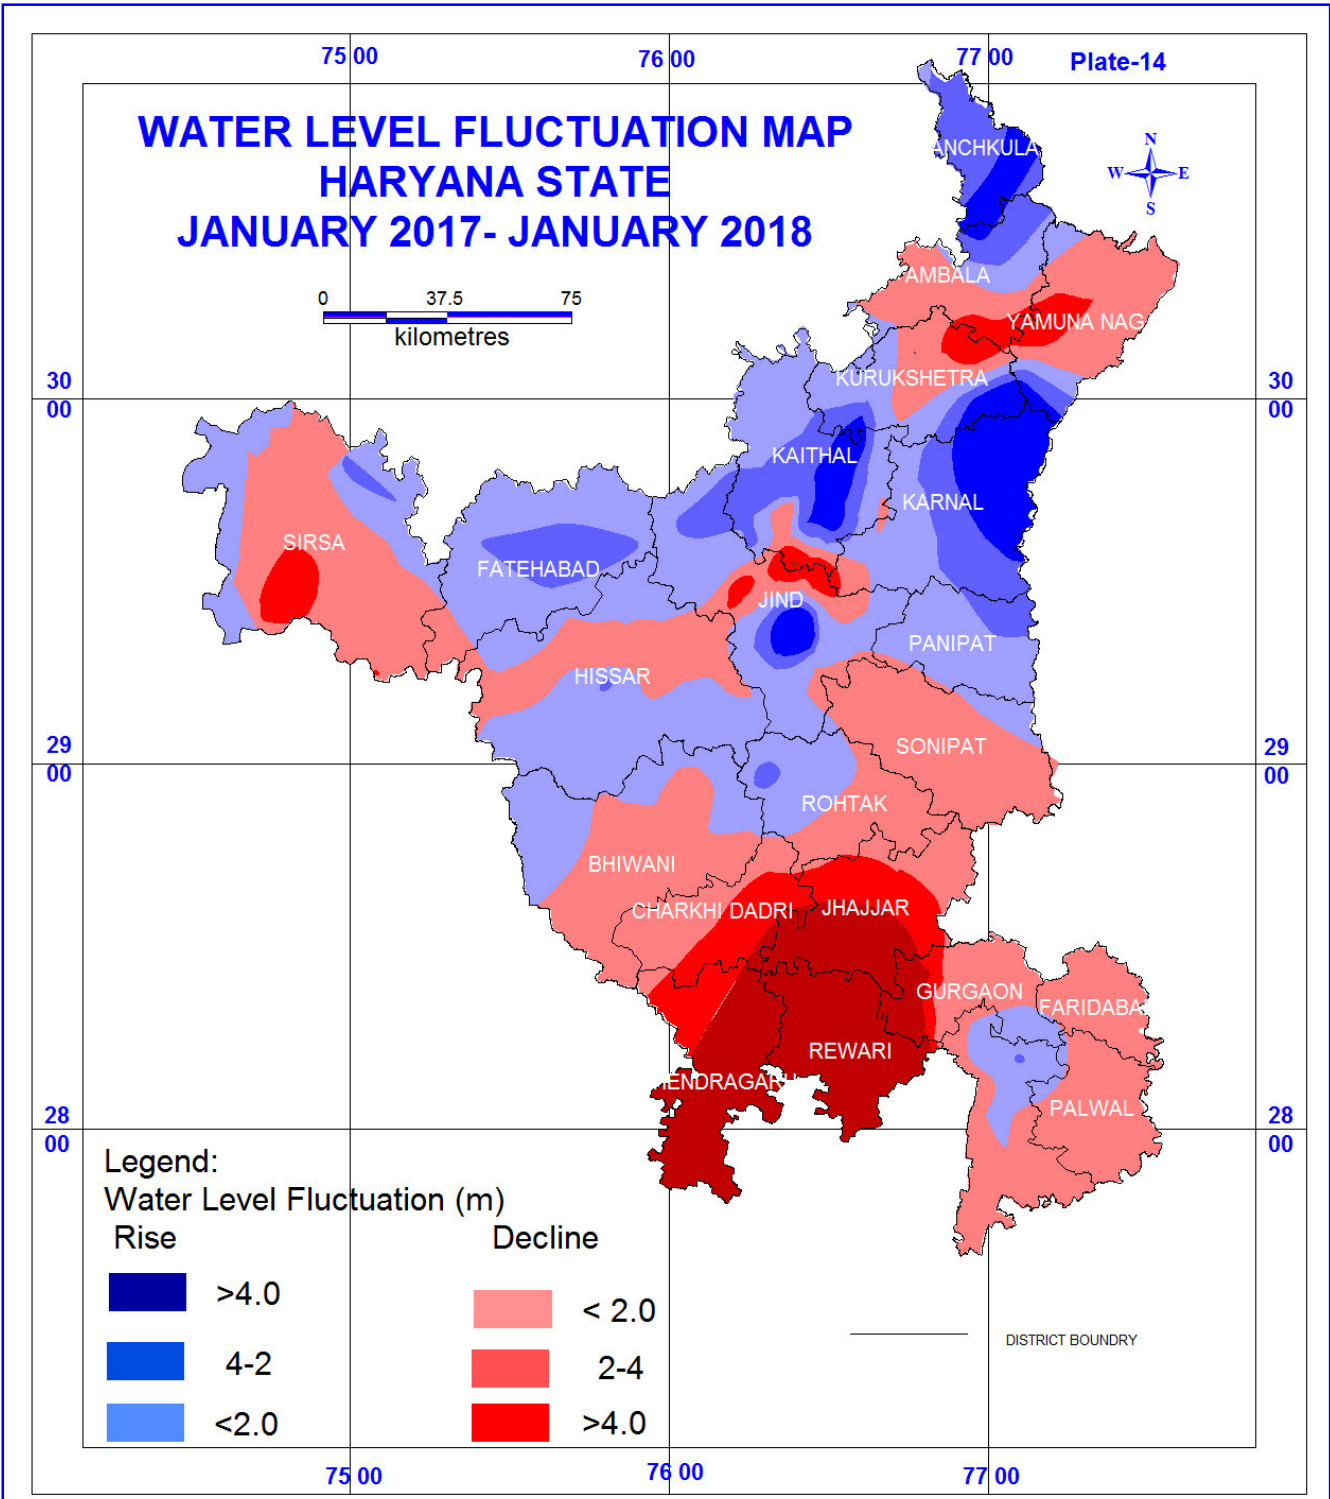 75 00
76 00
77 00
Plate-14
WATER LEVEL FLUCTUATION MAP
HARYANA STATE
JANUARY 2017- JANUARY 2018
N
W
E
S
0
37.5
75
kilometres
30
00
30
00
29
00
29
00
28
00
28
00
ANCHKULA
AMBALA
YAMUNA NAG
KURUKSHETRA
KAITHAL
KARNAL
SIRSA
FATEHABAD
JIND
PANIPAT
HISSAR
SONIPAT
ROHTAK
BHIWANI
CHARKHI DADRI
JHAJJAR
GURGAON
FARIDABA
REWARI
HENDRAGARH
PALWAL
Legend:
Water Level Fluctuation (m)
Rise
Decline
>4.0
< 2.0
4-2
2-4
<2.0
>4.0
DISTRICT BOUNDRY
75 00
76 00
77 00